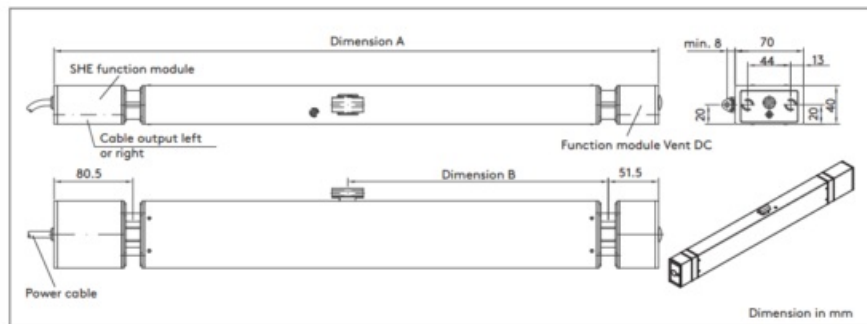 Dimension A
min. 8
70
44
13
SHE function module
20
20
40
Cable output left
or right
Function module Vent DC
80.5
Dimension B
51.5
Power cable
Dimension in mm